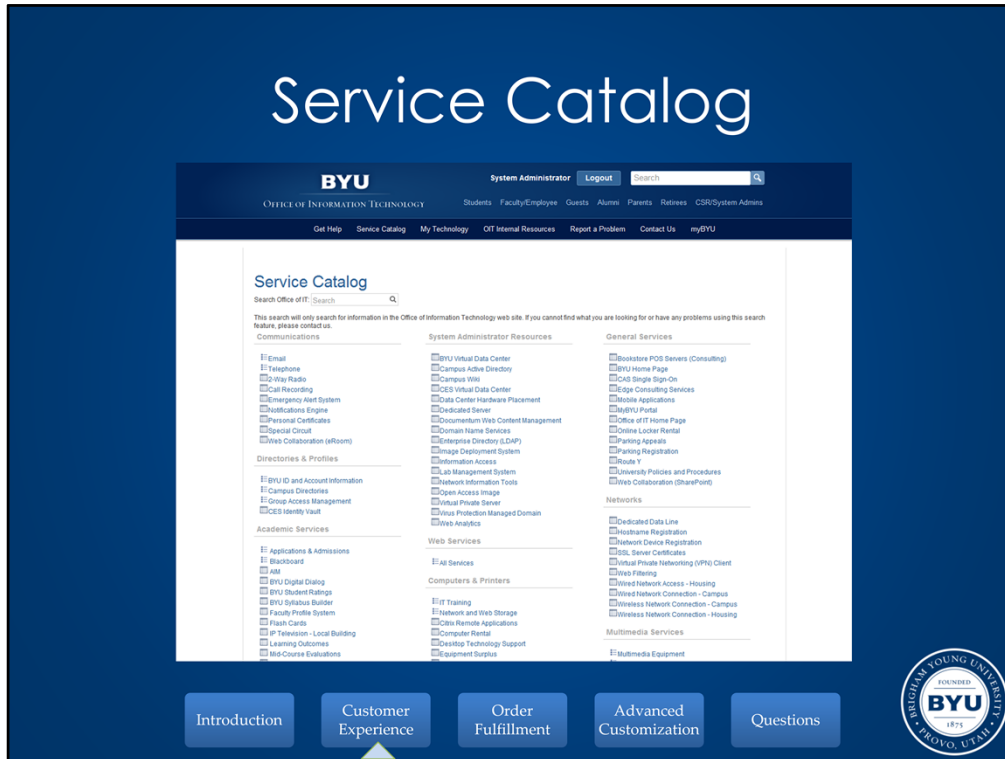 Service Catalog
BYU
OFFICE OF INFORMATION TECHNOLOGY
System Administrator
Logout
Search
Students Faculty/Employee Guests Alumni Parents Retirees CSR/System Admins
Get Help Service Catalog My Technology OIT Internal Resources Report a Problem Contact Us myBYU
Service Catalog
Search Office of IT: Search
This search will only search for information in the Office of Information Technology web site. If you cannot find what you are looking for or have any problems using this search
feature, please contact us.
Communications
Email
Telephone
2-Way Radio
Call Recording
Emergency Alert System
Notifications Engine
Personal Certificates
Special Circuit
Web Collaboration (eRoom)
Directories & Profiles
BYU ID and Account Information
Campus Directories
Group Access Management
CES Identity Vault
Academic Services
Applications & Admissions
Blackboard
AIM
BYU Digital Dialog
BYU Student Ratings
BYU Syllabus Builder
Faculty Profile System
Flash Cards
IP Television - Local Building
Learning Outcomes
Mid-Course Evaluations
System Administrator Resources
BYU Virtual Data Center
Campus Active Directory
Campus Wiki
CES Virtual Data Center
Data Center Hardware Placement
Dedicated Server
Documentum Web Content Management
Domain Name Services
Enterprise Directory (LDAP)
Image Deployment System
Information Access
Lab Management System
Network Information Tools
Open Access Image
Virtual Private Server
Virus Protection Managed Domain
Web Analytics
Web Services
All Services
Computers & Printers
IT Training
Network and Web Storage
Citrix Remote Applications
Computer Rental
Desktop Technology Support
Equipment Surplus
General Services
Bookstore POS Servers (Consulting)
BYU Home Page
CAS Single Sign-On
Edge Consulting Services
Mobile Applications
MyBYU Portal
Office of IT Home Page
Online Locker Rental
Parking Appeals
Parking Registration
Route Y
University Policies and Procedures
Web Collaboration (SharePoint)
Networks
Dedicated Data Line
Hostname Registration
Network Device Registration
SSL Server Certificates
Virtual Private Networking (VPN) Client
Web Filtering
Wired Network Access - Housing
Wired Network Connection - Campus
Wireless Network Connection - Campus
Wireless Network Connection - Housing
Multimedia Services
Multimedia Equipment
Introduction
Customer
Experience
Order
Fulfillment
Advanced
Customization
Questions
BRIGHAM YOUNG UNIVERSITY
FOUNDED
BYU
1875
PROVO, UTAH